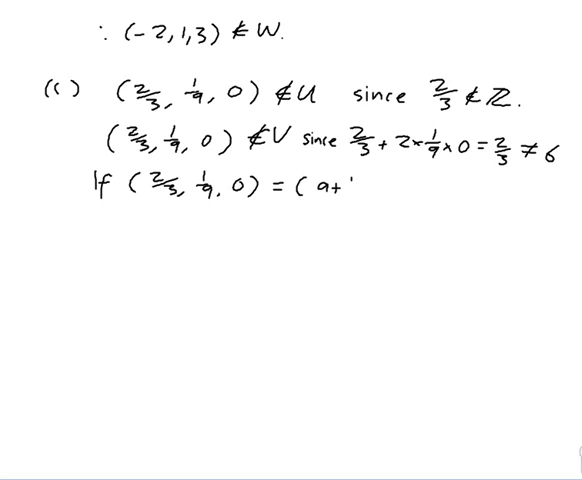 ∴ (-2,1,3) ∉ W.
(c) (2/3, 1/9, 0) ∉ U since 2/3 ∉ ℤ.
(2/3, 1/9, 0) ∉ V since 2/3 + 2×1/9×0 = 2/3 ≠ 6
If (2/3, 1/9, 0) = ( a+